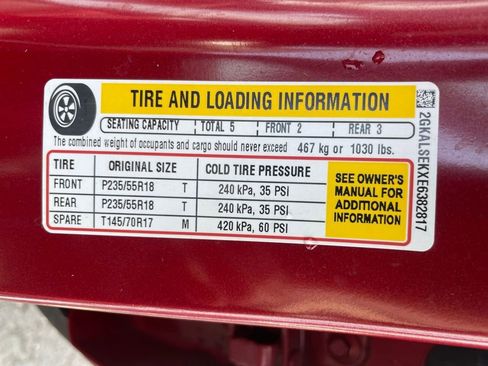 TIRE AND LOADING INFORMATION
SEATING CAPACITY TOTAL 5 FRONT 2 REAR 3
The combined weight of occupants and cargo should never exceed 467 kg or 1030 lbs.
TIRE ORIGINAL SIZE COLD TIRE PRESSURE
FRONT P235/55R18 T 240 kPa, 35 PSI
REAR P235/55R18 T 240 kPa, 35 PSI
SPARE T145/70R17 M 420 kPa, 60 PSI
SEE OWNER'S
MANUAL FOR
ADDITIONAL
INFORMATION
2GKALSEKXE6382817